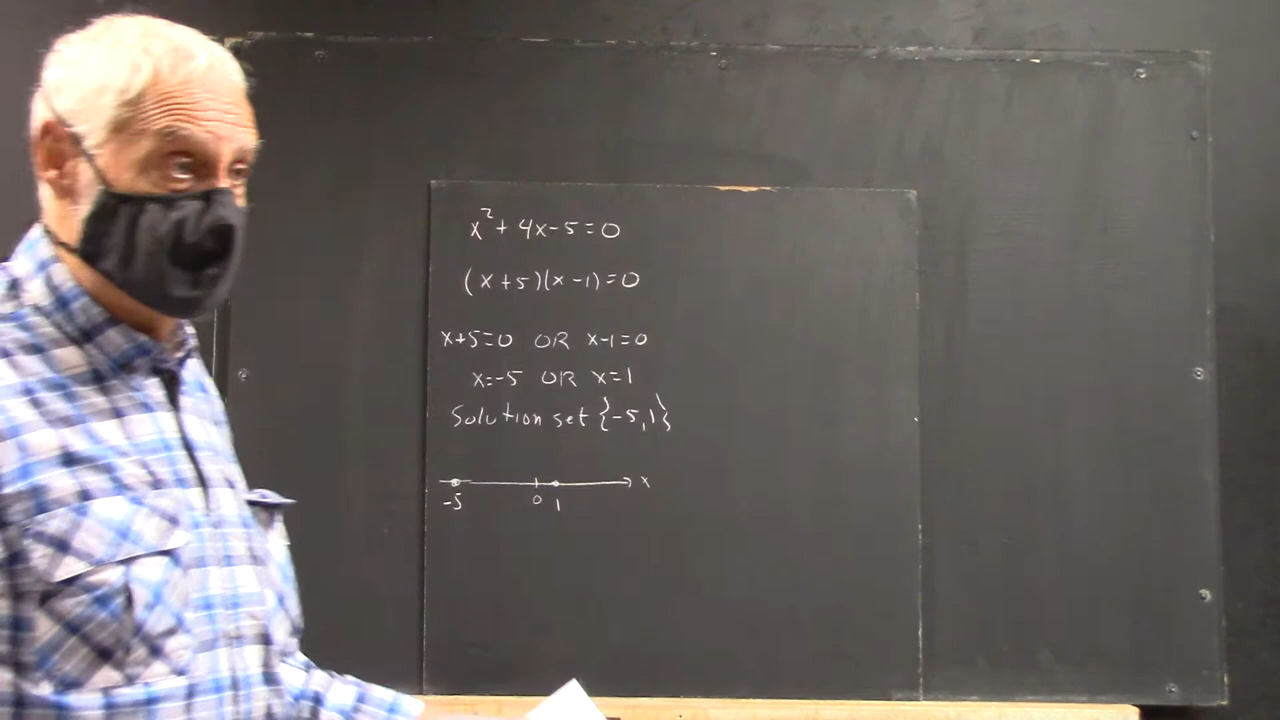 x²+4x-5=0
(x+5)(x-1)=0
x+5=0 OR x-1=0
x=-5 OR x=1
Solution set {-5,1}
x
-5 0 1